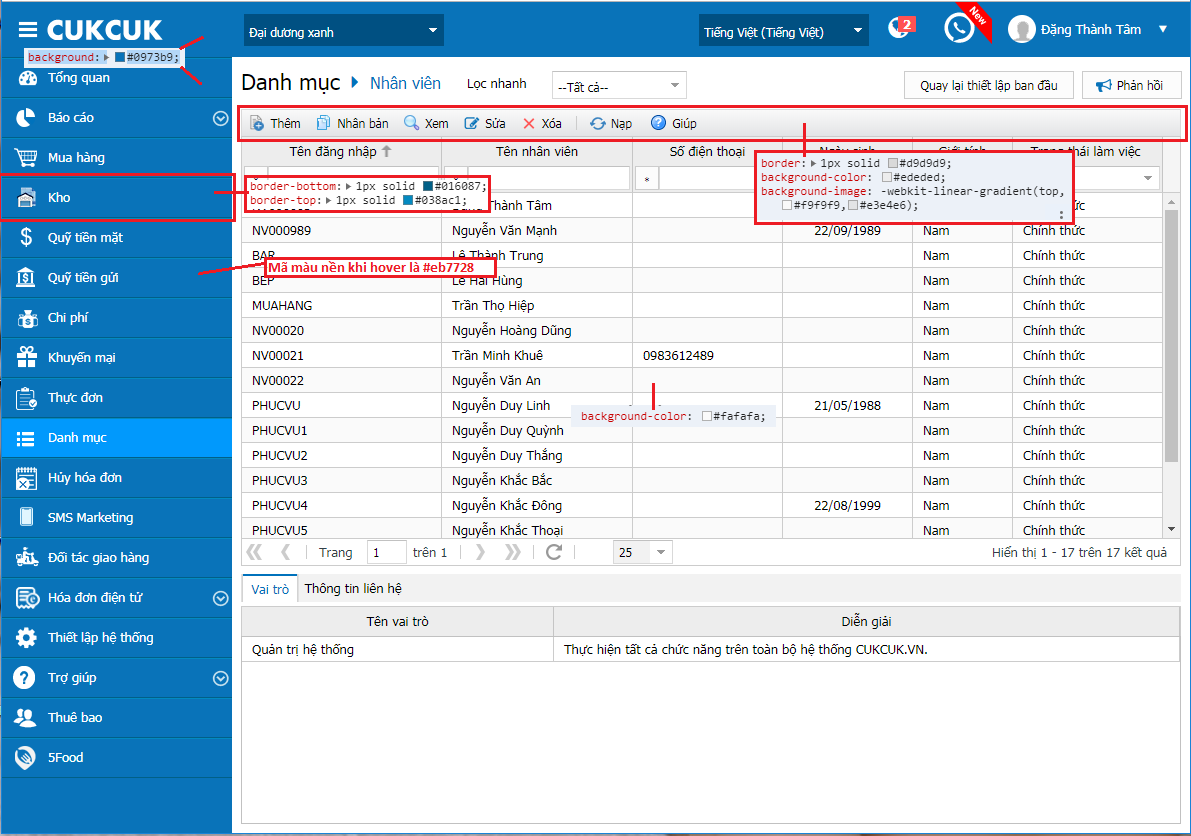 CUKCUK
Đại dương xanh
Tiếng Việt (Tiếng Việt)
2
New
Đặng Thành Tâm
background: #0973b9;
Tổng quan
Báo cáo
Mua hàng
Kho
Quỹ tiền mặt
Quỹ tiền gửi
Chi phí
Khuyến mại
Thực đơn
Danh mục
Hủy hóa đơn
SMS Marketing
Đối tác giao hàng
Hóa đơn điện tử
Thiết lập hệ thống
Trợ giúp
Thuê bao
5Food
Danh mục Nhân viên Lọc nhanh --Tất cả-- Quay lại thiết lập ban đầu Phản hồi
Thêm Nhân bản Xem Sửa Xóa Nạp Giúp
Tên đăng nhập Tên nhân viên Số điện thoại Ngày sinh Giới tính Trạng thái làm việc
*
border-bottom: 1px solid #016087;
border-top: 1px solid #038ac1;
border: 1px solid #d9d9d9;
background-color: #ededed;
background-image: -webkit-linear-gradient(top,
#f9f9f9, #e3e4e6);
Thành Tâm
NV000989 Nguyễn Văn Mạnh 22/09/1989 Nam Chính thức
BAR Lê Thành Trung Nam Chính thức
Mã màu nền khi hover là #eb7728
BEP Lê Hải Hùng Nam Chính thức
MUAHANG Trần Thọ Hiệp Nam Chính thức
NV00020 Nguyễn Hoàng Dũng Nam Chính thức
NV00021 Trần Minh Khuê 0983612489 Nam Chính thức
NV00022 Nguyễn Văn An Nam Chính thức
PHUCVU Nguyễn Duy Linh 21/05/1988 Nam Chính thức
background-color: #fafafa;
PHUCVU1 Nguyễn Duy Quỳnh Nam Chính thức
PHUCVU2 Nguyễn Duy Thắng Nam Chính thức
PHUCVU3 Nguyễn Khắc Bắc Nam Chính thức
PHUCVU4 Nguyễn Khắc Đông 22/08/1999 Nam Chính thức
PHUCVU5 Nguyễn Khắc Thoại Nam Chính thức
Trang 1 trên 1 25 Hiển thị 1 - 17 trên 17 kết quả
Vai trò Thông tin liên hệ
Tên vai trò Diễn giải
Quản trị hệ thống Thực hiện tất cả chức năng trên toàn bộ hệ thống CUKCUK.VN.